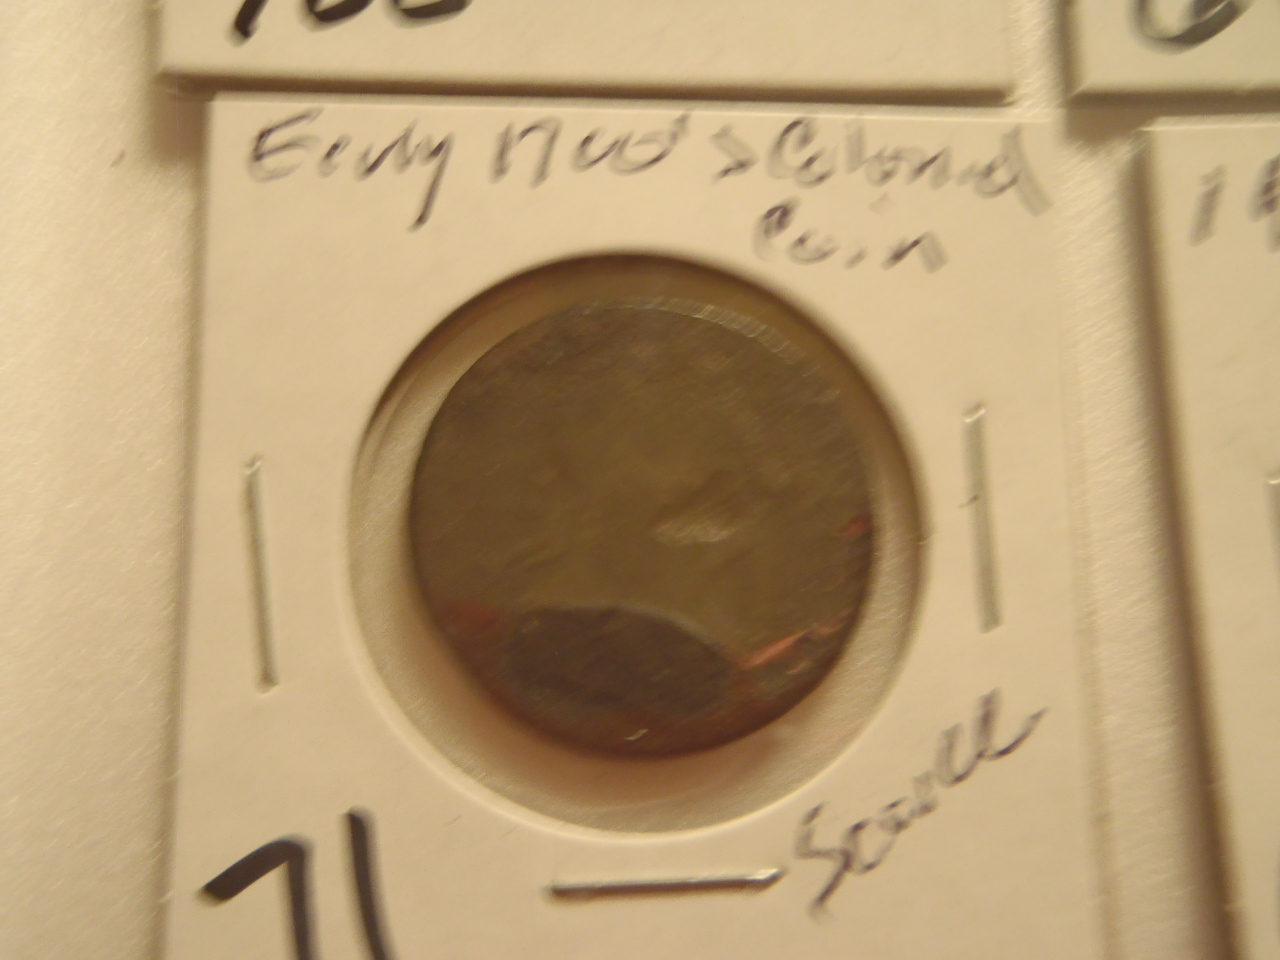 Early 1700's Colonial
Coin
Scarce
71